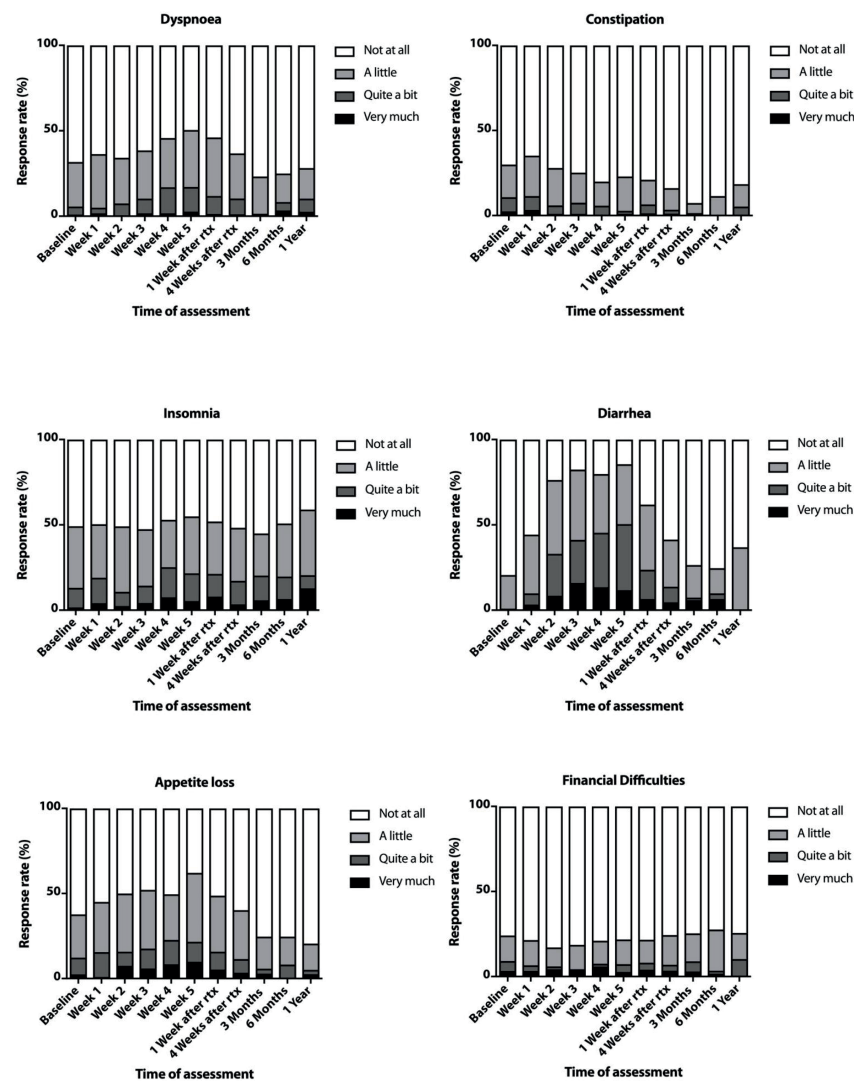 Dyspnoea
100
50
0
Response rate (%)
Not at all
A little
Quite a bit
Very much
Baseline
Week 1
Week 2
Week 3
Week 4
Week 5
1 Week after rtx
4 Weeks after rtx
3 Months
6 Months
1 Year
Time of assessment
Constipation
100
50
0
Response rate (%)
Not at all
A little
Quite a bit
Very much
Baseline
Week 1
Week 2
Week 3
Week 4
Week 5
1 Week after rtx
4 Weeks after rtx
3 Months
6 Months
1 Year
Time of assessment
Insomnia
100
50
0
Response rate (%)
Not at all
A little
Quite a bit
Very much
Baseline
Week 1
Week 2
Week 3
Week 4
Week 5
1 Week after rtx
4 Weeks after rtx
3 Months
6 Months
1 Year
Time of assessment
Diarrhea
100
50
0
Response rate (%)
Not at all
A little
Quite a bit
Very much
Baseline
Week 1
Week 2
Week 3
Week 4
Week 5
1 Week after rtx
4 Weeks after rtx
3 Months
6 Months
1 Year
Time of assessment
Appetite loss
100
50
0
Response rate (%)
Not at all
A little
Quite a bit
Very much
Baseline
Week 1
Week 2
Week 3
Week 4
Week 5
1 Week after rtx
4 Weeks after rtx
3 Months
6 Months
1 Year
Time of assessment
Financial Difficulties
100
50
0
Response rate (%)
Not at all
A little
Quite a bit
Very much
Baseline
Week 1
Week 2
Week 3
Week 4
Week 5
1 Week after rtx
4 Weeks after rtx
3 Months
6 Months
1 Year
Time of assessment